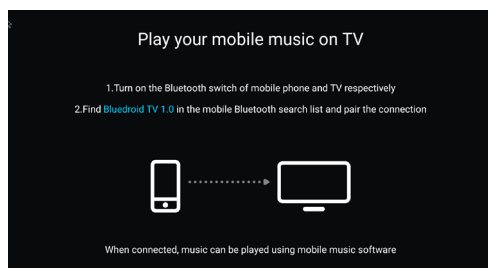 Play your mobile music on TV
1.Turn on the Bluetooth switch of mobile phone and TV respectively
2.Find Bluedroid TV 1.0 in the mobile Bluetooth search list and pair the connection
When connected, music can be played using mobile music software